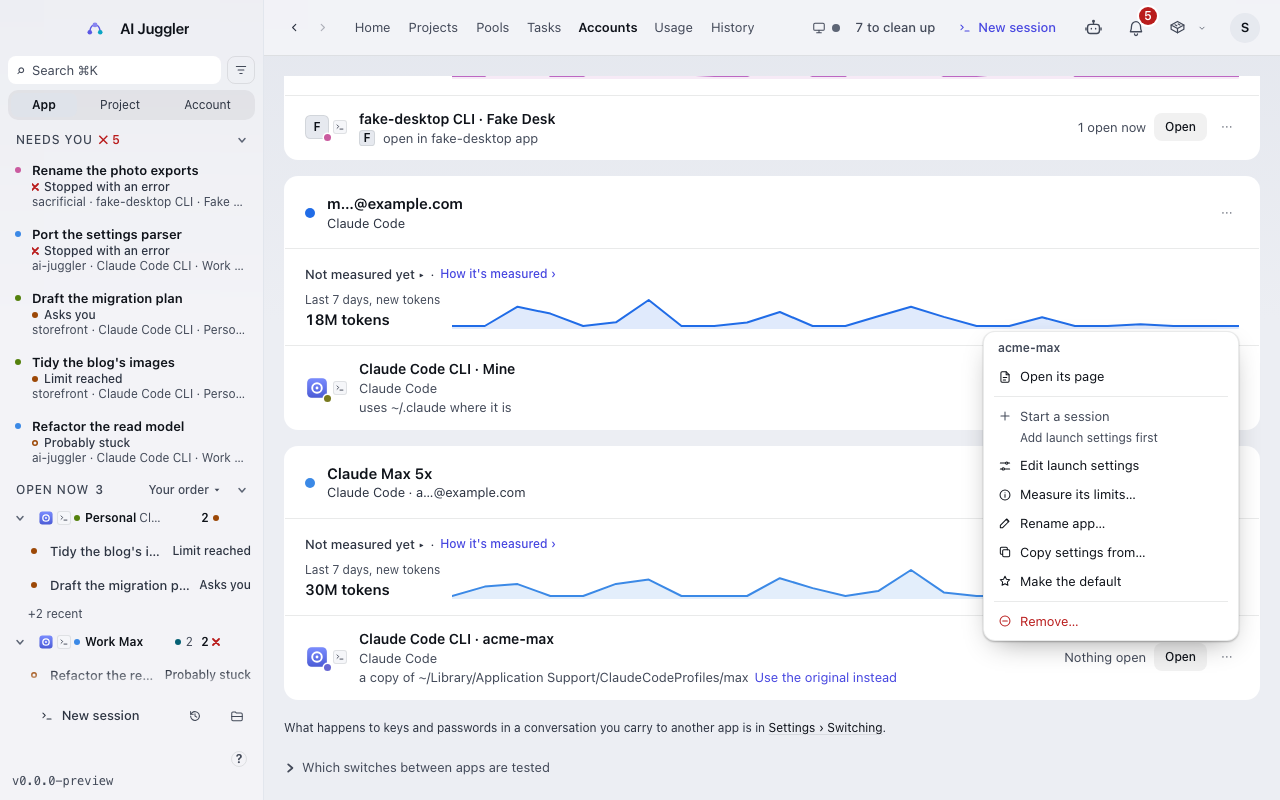 AI Juggler
Search ⌘K
App Project Account
NEEDS YOU 5
Rename the photo exports
Stopped with an error
sacrificial · fake-desktop CLI · Fake ...
Port the settings parser
Stopped with an error
ai-juggler · Claude Code CLI · Work ...
Draft the migration plan
Asks you
storefront · Claude Code CLI · Perso...
Tidy the blog's images
Limit reached
storefront · Claude Code CLI · Perso...
Refactor the read model
Probably stuck
ai-juggler · Claude Code CLI · Work ...
OPEN NOW 3 Your order
Personal Cl... 2
Tidy the blog's i... Limit reached
Draft the migration p... Asks you
+2 recent
Work Max 2 2
Refactor the re... Probably stuck
New session
?
v0.0.0-preview
Home Projects Pools Tasks Accounts Usage History 7 to clean up New session 5 S
F fake-desktop CLI · Fake Desk
F open in fake-desktop app
1 open now Open ...
m...@example.com
Claude Code
Not measured yet · How it's measured ›
Last 7 days, new tokens
18M tokens
Claude Code CLI · Mine
Claude Code
uses ~/.claude where it is
Claude Max 5x
Claude Code · a...@example.com
Not measured yet · How it's measured ›
Last 7 days, new tokens
30M tokens
Claude Code CLI · acme-max
Claude Code
a copy of ~/Library/Application Support/ClaudeCodeProfiles/max Use the original instead
Nothing open Open ...
acme-max
Open its page
Start a session
Add launch settings first
Edit launch settings
Measure its limits...
Rename app...
Copy settings from...
Make the default
Remove...
What happens to keys and passwords in a conversation you carry to another app is in Settings › Switching.
Which switches between apps are tested